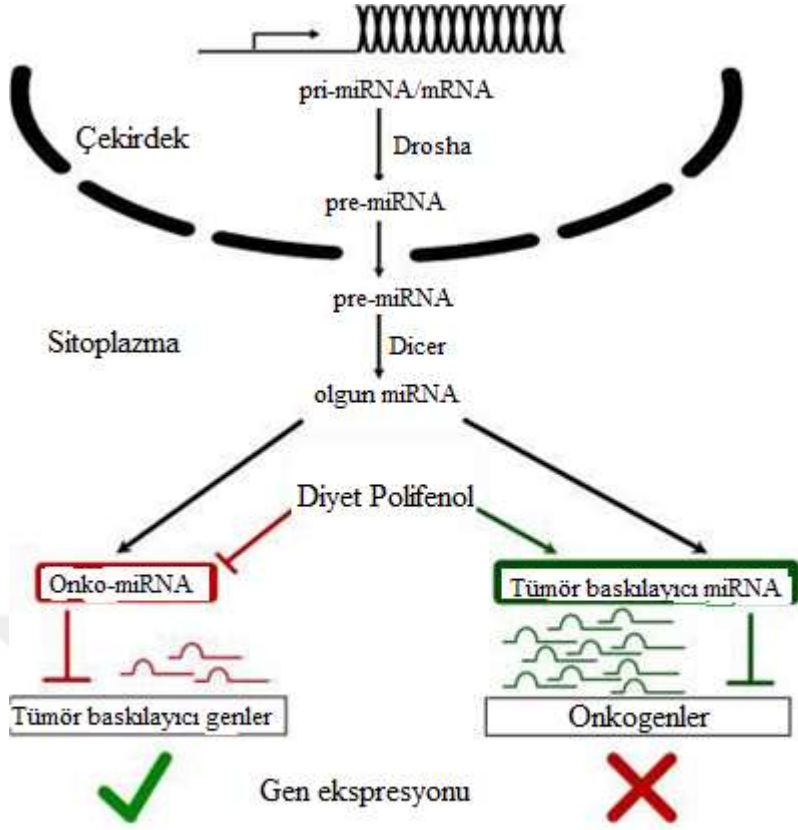 pri-miRNA/mRNA
Çekirdek
Drosha
pre-miRNA
pre-miRNA
Sitoplazma
Dicer
olgun miRNA
Diyet Polifenol
Onko-miRNA
Tümör baskılayıcı miRNA
Tümör baskılayıcı genler
Onkogenler
Gen ekspresyonu